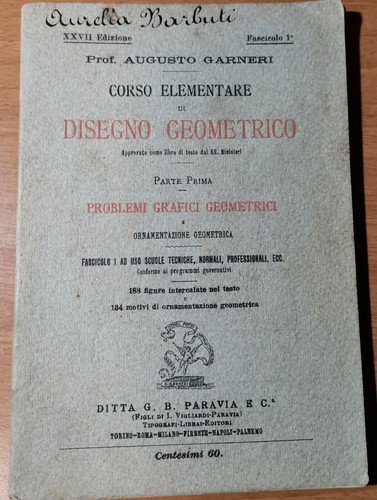 Aurelia Barbuti
XXVII Edizione Fascicolo 1°
Prof. AUGUSTO GARNERI
CORSO ELEMENTARE
DI
DISEGNO GEOMETRICO
Approvato come libro di testo dai RR. Ministeri
PARTE PRIMA
PROBLEMI GRAFICI GEOMETRICI
E
ORNAMENTAZIONE GEOMETRICA
FASCICOLO I AD USO SCUOLE TECNICHE, NORMALI, PROFESSIONALI, ECC.
Conforme ai programmi governativi
188 figure intercalate nel testo
e
134 motivi di ornamentazione geometrica
DITTA G. B. PARAVIA E C.ª
(FIGLI DI I. VIGLIARDI-PARAVIA)
TIPOGRAFI-LIBRAI-EDITORI
TORINO-ROMA-MILANO-FIRENZE-NAPOLI-PALERMO
Centesimi 60.